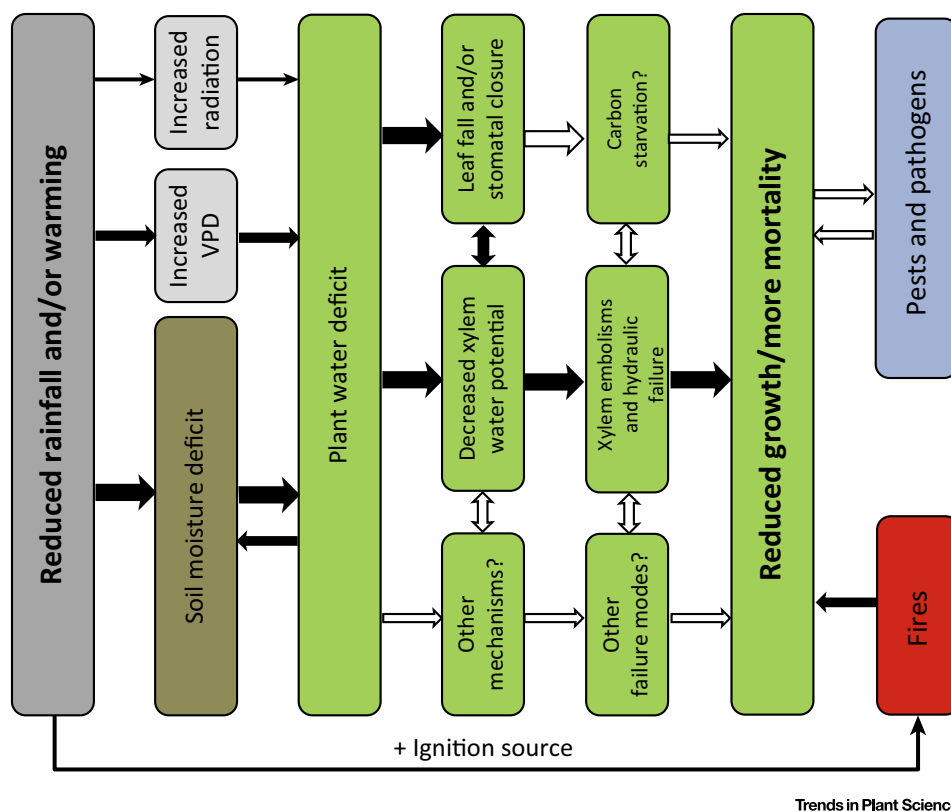 Reduced rainfall and/or warming
Increased
radiation
Increased
VPD
Soil moisture deficit
Plant water deficit
Leaf fall and/or
stomatal closure
Decreased xylem
water potential
Other
mechanisms?
Carbon
starvation?
Xylem embolisms
and hydraulic
failure
Other
failure modes?
Reduced growth/more mortality
Pests and pathogens
Fires
+ Ignition source
Trends in Plant Science